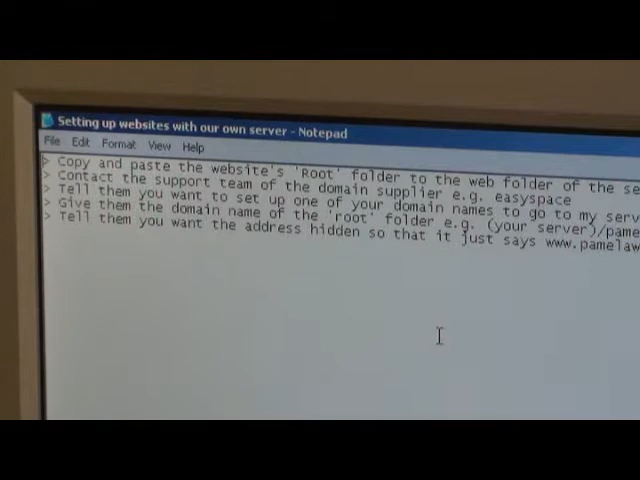 Setting up websites with our own server - Notepad
File Edit Format View Help
> Copy and paste the website's 'Root' folder to the web folder of the se
> Contact the support team of the domain supplier e.g. easyspace
> Tell them you want to set up one of your domain names to go to my serv
> Give them the domain name of the 'root' folder e.g. (your server)/pame
> Tell them you want the address hidden so that it just says www.pamelaw